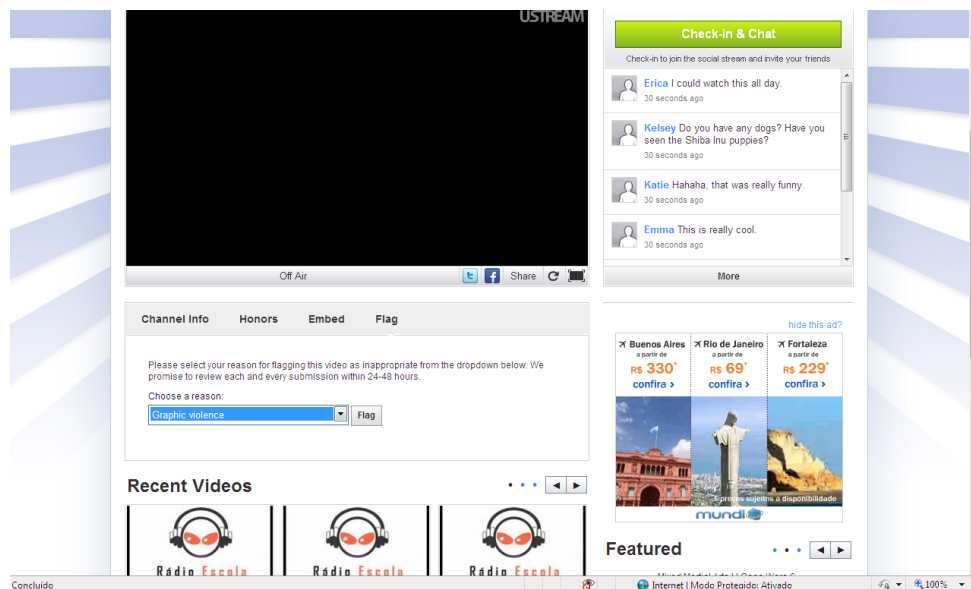 USTREAM
Off Air
Share
Check-in & Chat
Check-in to join the social stream and invite your friends
Erica I could watch this all day.
30 seconds ago
Kelsey Do you have any dogs? Have you
seen the Shiba Inu puppies?
30 seconds ago
Katie Hahaha, that was really funny.
30 seconds ago
Emma This is really cool.
30 seconds ago
More
Channel Info
Honors
Embed
Flag
Please select your reason for flagging this video as inappropriate from the dropdown below. We
promise to review each and every submission within 24-48 hours.
Choose a reason:
Graphic violence
Flag
hide this ad?
Buenos Aires
a partir de
R$ 330*
confira ›
Rio de Janeiro
a partir de
R$ 69*
confira ›
Fortaleza
a partir de
R$ 229*
confira ›
*preços sujeitos a disponibilidade
mundi
Recent Videos
Rádio Escola
Rádio Escola
Rádio Escola
Featured
Concluído
Internet | Modo Protegido: Ativado
100%